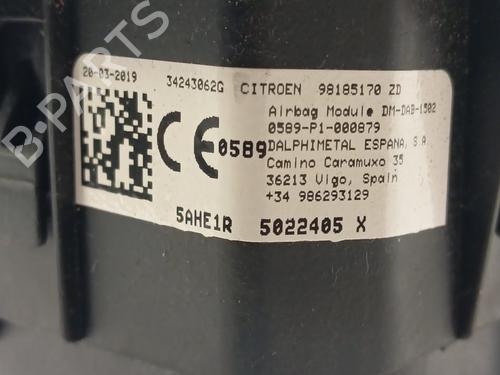 B-PARTS
20-03-2019 34243062G CITROEN 98185170 ZD
Airbag Module DM-DAB-1502
0589-P1-000879
CE 0589 DALPHIMETAL ESPANA, S.A
Camino Caramuxo 35
36213 Vigo, Spain
+34 986293129
5AHE1R 5022405 X